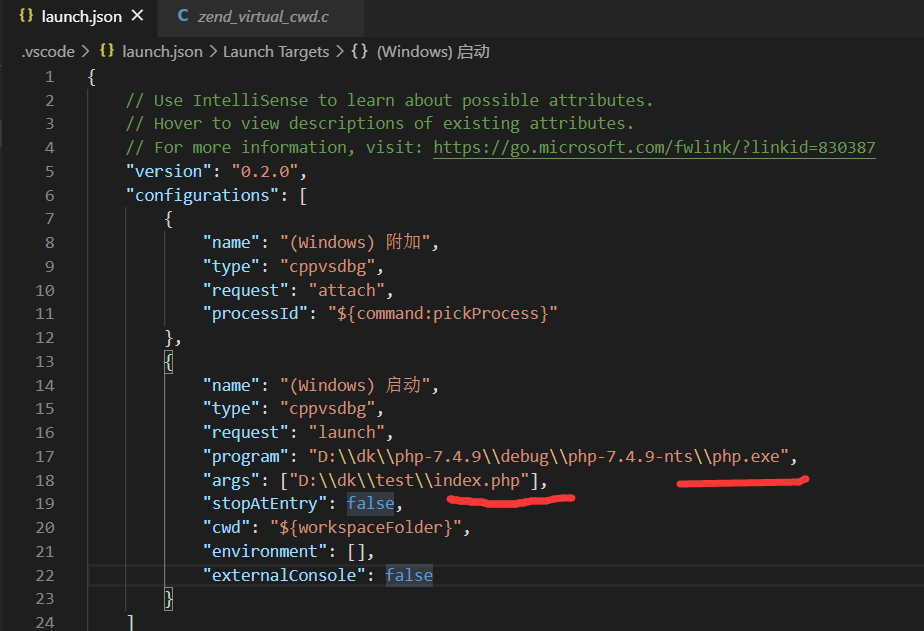 {} launch.json ×
C zend_virtual_cwd.c
.vscode > {} launch.json > Launch Targets > {} (Windows) 启动
1 {
2 // Use IntelliSense to learn about possible attributes.
3 // Hover to view descriptions of existing attributes.
4 // For more information, visit: https://go.microsoft.com/fwlink/?linkid=830387
5 "version": "0.2.0",
6 "configurations": [
7 {
8 "name": "(Windows) 附加",
9 "type": "cppvsdbg",
10 "request": "attach",
11 "processId": "${command:pickProcess}"
12 },
13 {
14 "name": "(Windows) 启动",
15 "type": "cppvsdbg",
16 "request": "launch",
17 "program": "D:\\dk\\php-7.4.9\\debug\\php-7.4.9-nts\\php.exe",
18 "args": ["D:\\dk\\test\\index.php"],
19 "stopAtEntry": false,
20 "cwd": "${workspaceFolder}",
21 "environment": [],
22 "externalConsole": false
23 }
24 ]